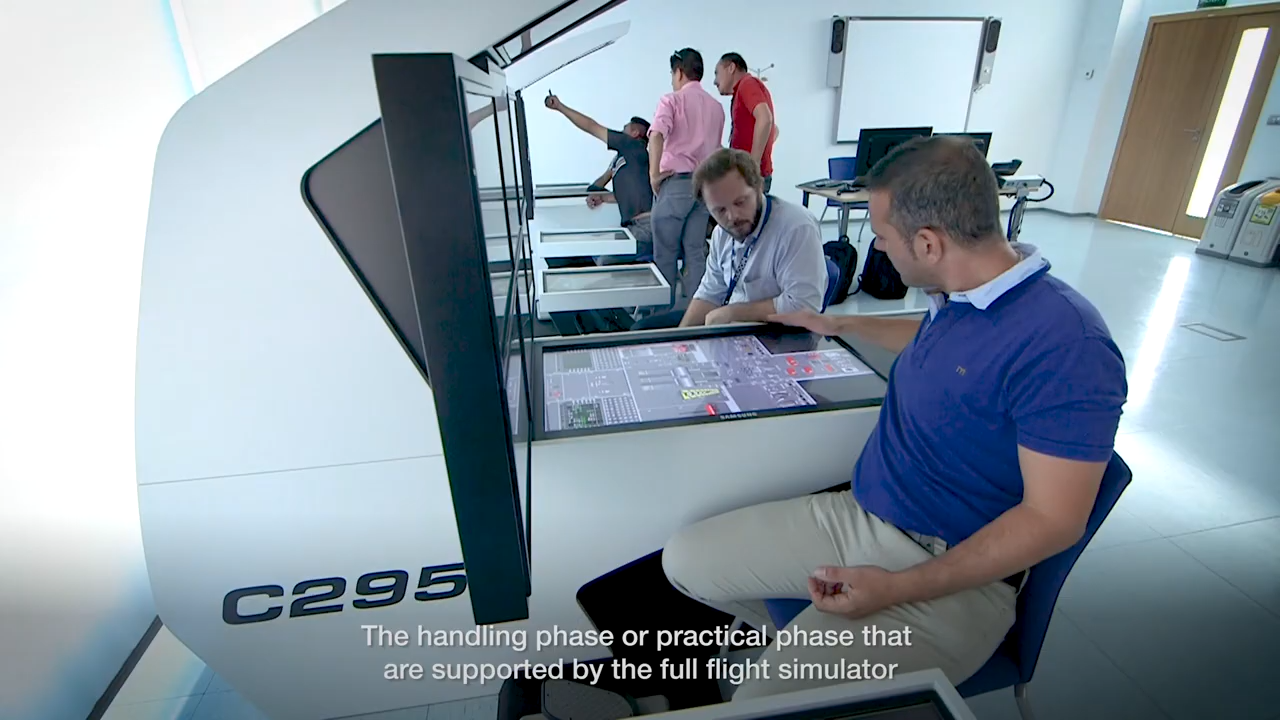 SAMSUNG
C295
The handling phase or practical phase that
are supported by the full flight simulator